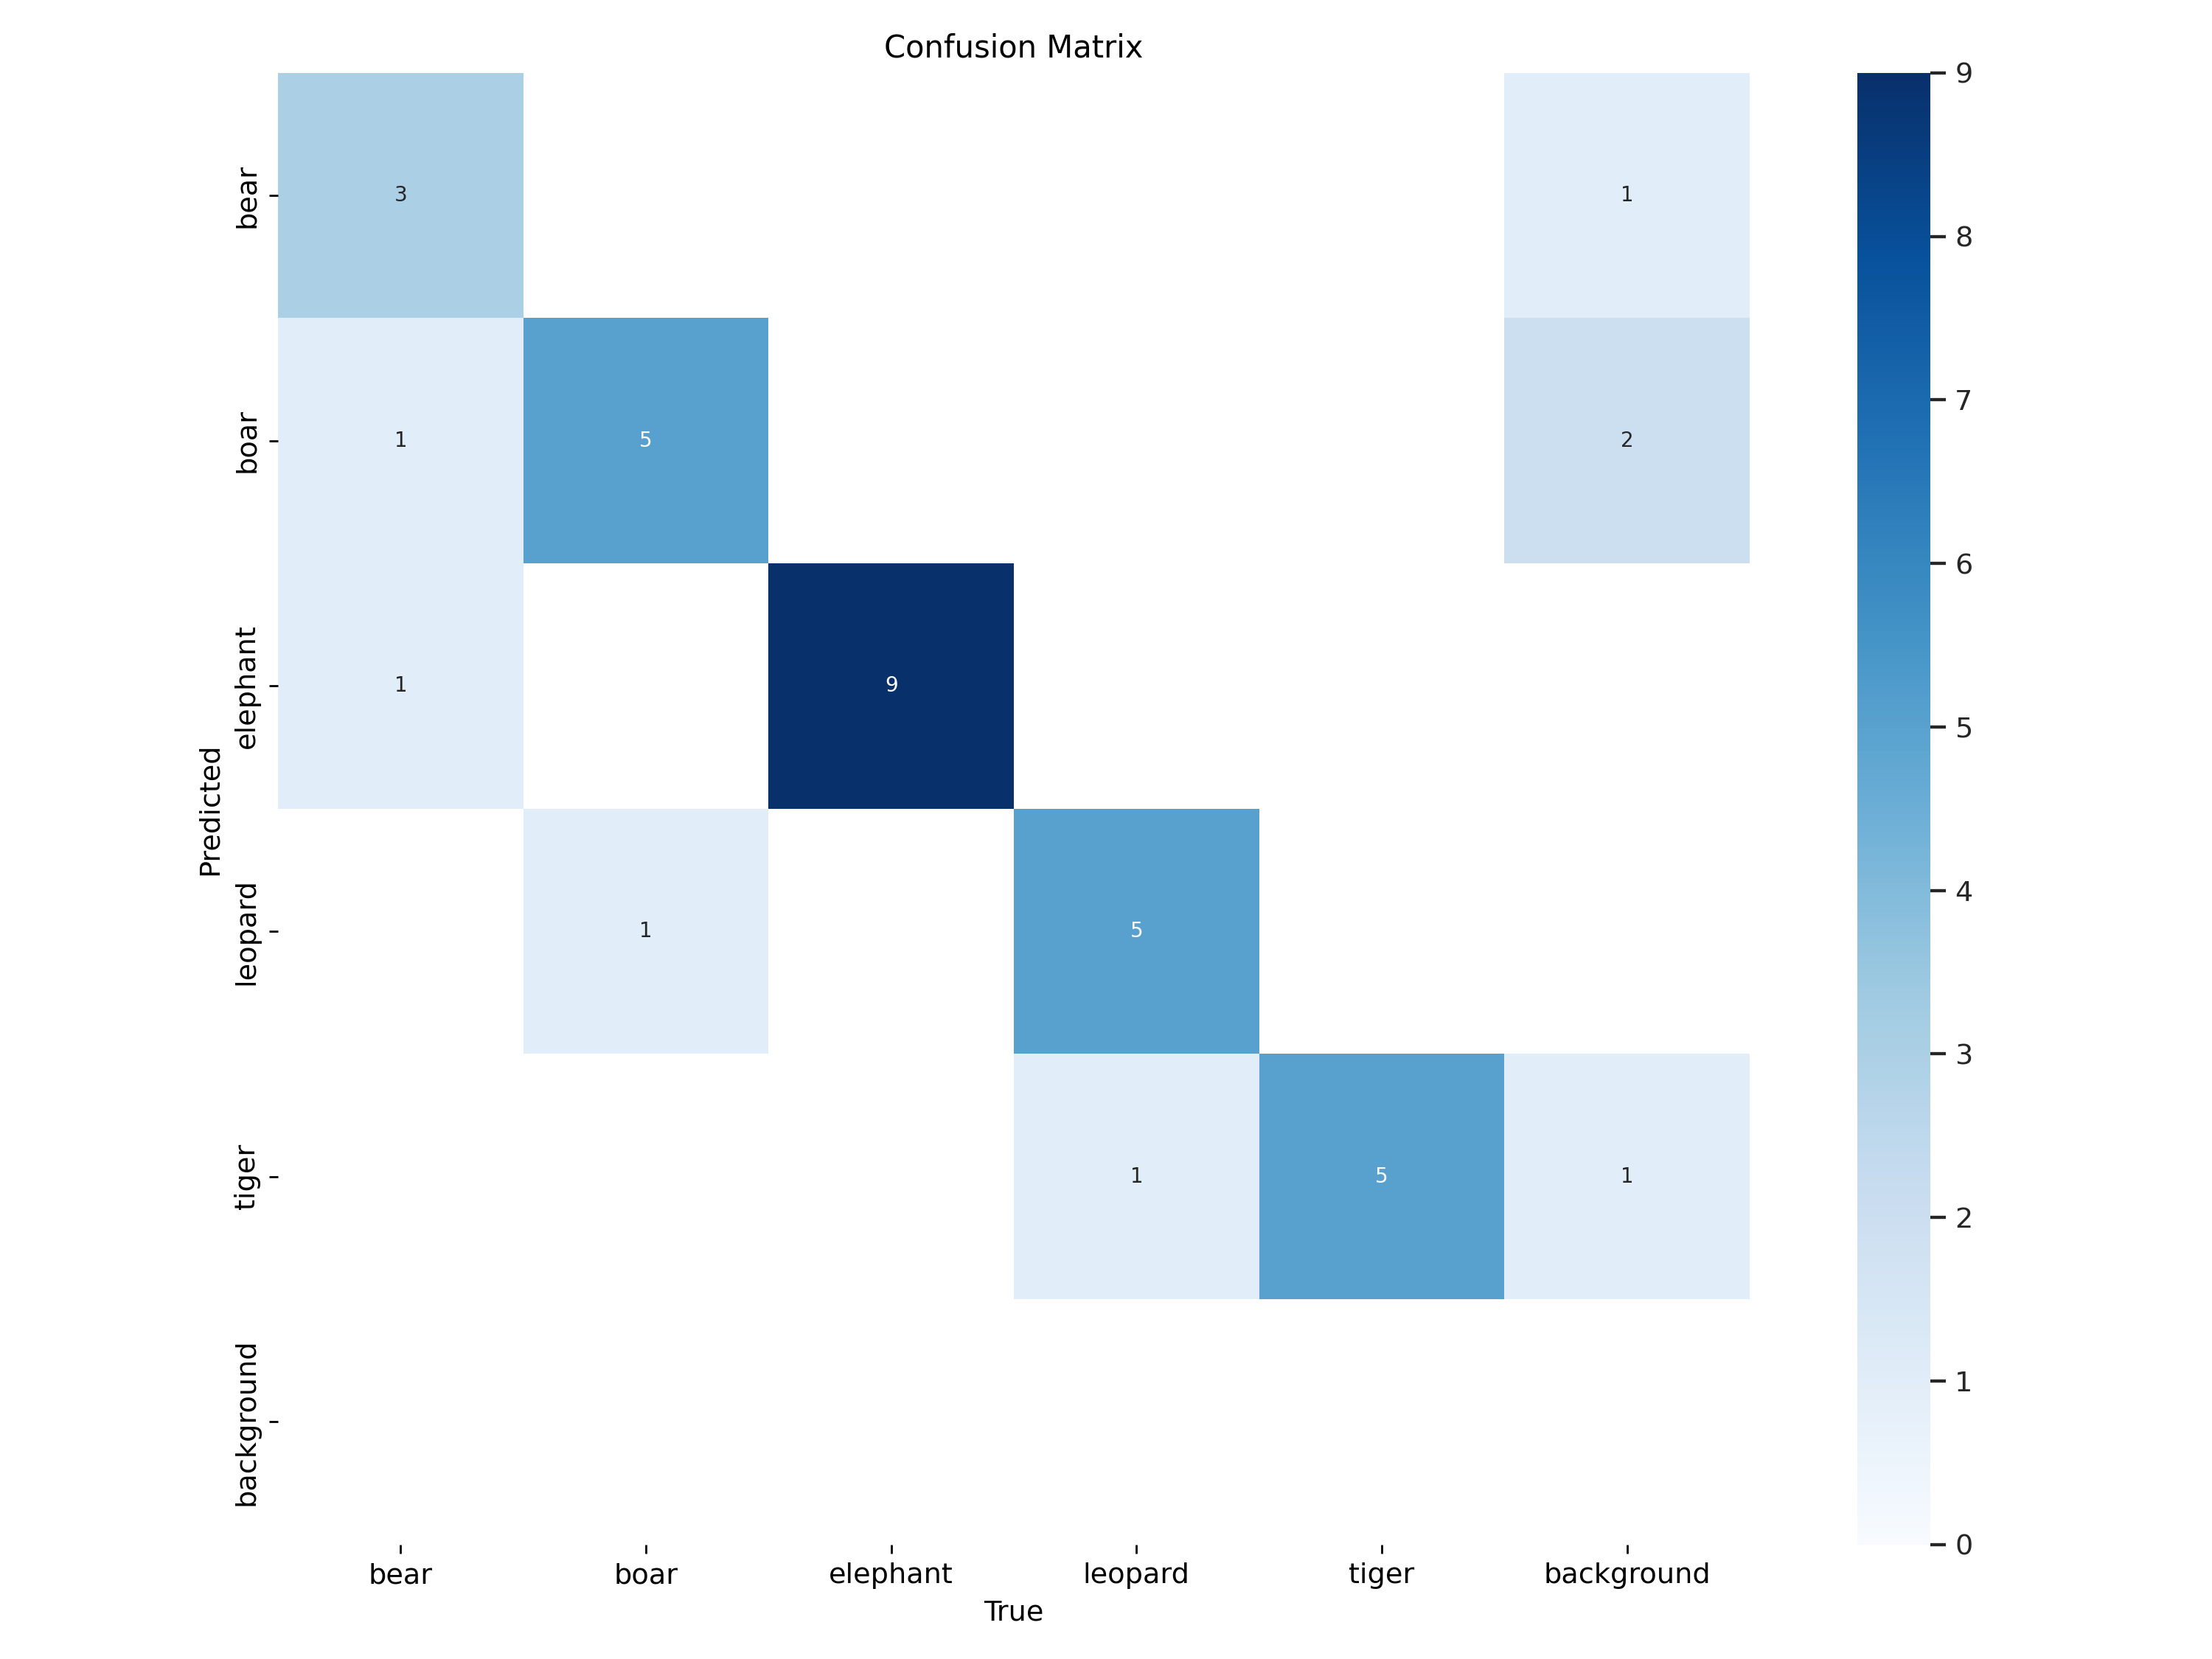 Confusion Matrix
bear
3
1
boar
1
5
2
elephant
1
9
leopard
1
5
tiger
1
5
1
background
Predicted
bear boar elephant leopard tiger background
True
9
8
7
6
5
4
3
2
1
0